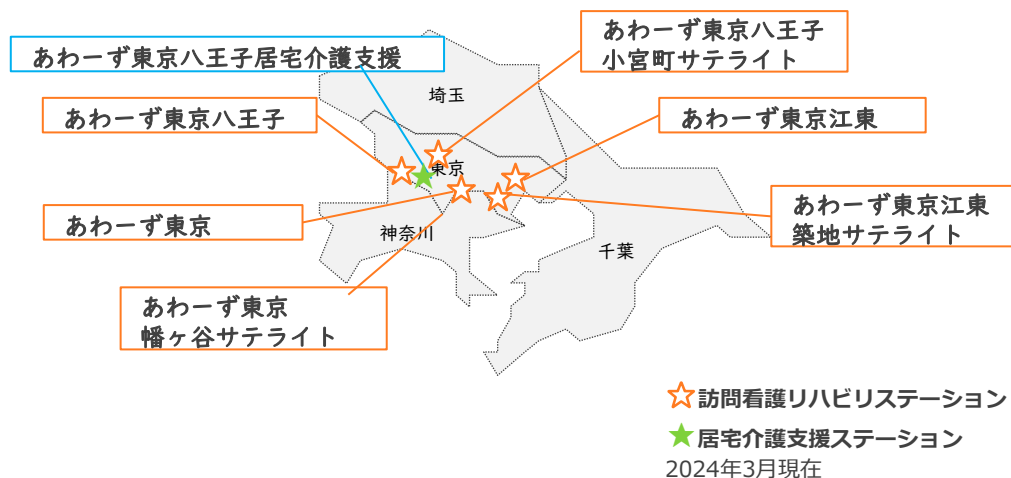 あわーず東京八王子
小宮町サテライト
あわーず東京八王子居宅介護支援
埼玉
あわーず東京八王子
あわーず東京江東
東京
あわーず東京
神奈川
あわーず東京江東
築地サテライト
千葉
あわーず東京
幡ヶ谷サテライト
訪問看護リハビリステーション
居宅介護支援ステーション
2024年3月現在